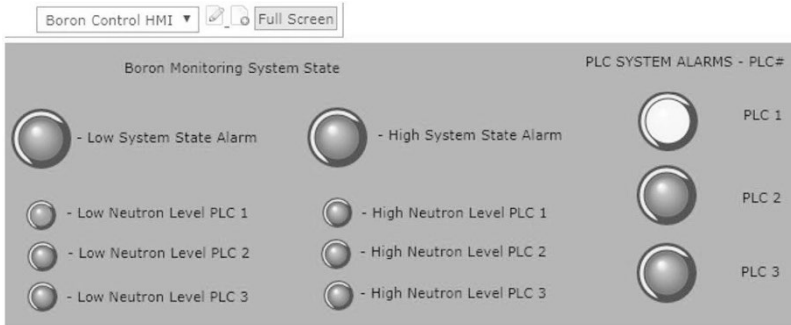 Boron Control HMI
Full Screen
Boron Monitoring System State
PLC SYSTEM ALARMS - PLC#
- Low System State Alarm
- High System State Alarm
PLC 1
- Low Neutron Level PLC 1
- High Neutron Level PLC 1
PLC 2
- Low Neutron Level PLC 2
- High Neutron Level PLC 2
PLC 3
- Low Neutron Level PLC 3
- High Neutron Level PLC 3